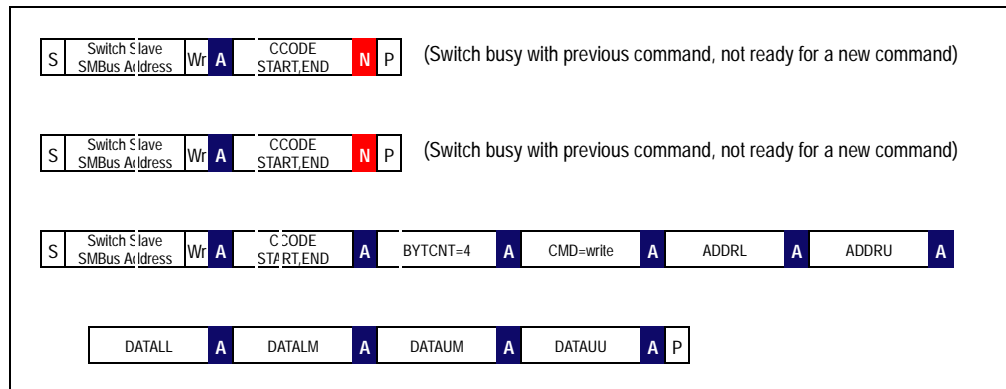 S Switch Slave SMBus Address Wr A CCODE START,END N P (Switch busy with previous command, not ready for a new command)
S Switch Slave SMBus Address Wr A CCODE START,END N P (Switch busy with previous command, not ready for a new command)
S Switch Slave SMBus Address Wr A CCODE START,END A BYTCNT=4 A CMD=write A ADDRL A ADDRU A
DATALL A DATALM A DATAUM A DATAUU A P